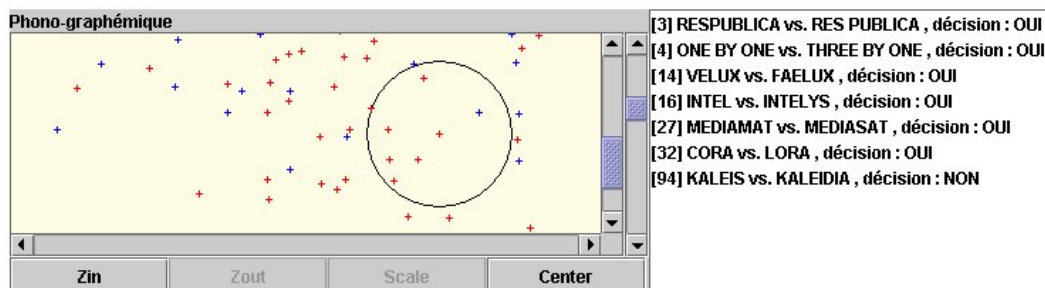 Phono-graphémique
[3] RESPUBLICA vs. RES PUBLICA , décision : OUI
[4] ONE BY ONE vs. THREE BY ONE , décision : OUI
[14] VELUX vs. FAELUX , décision : OUI
[16] INTEL vs. INTELYS , décision : OUI
[27] MEDIAMAT vs. MEDIASAT , décision : OUI
[32] CORA vs. LORA , décision : OUI
[94] KALEIS vs. KALEIDIA , décision : NON
Zin Zout Scale Center